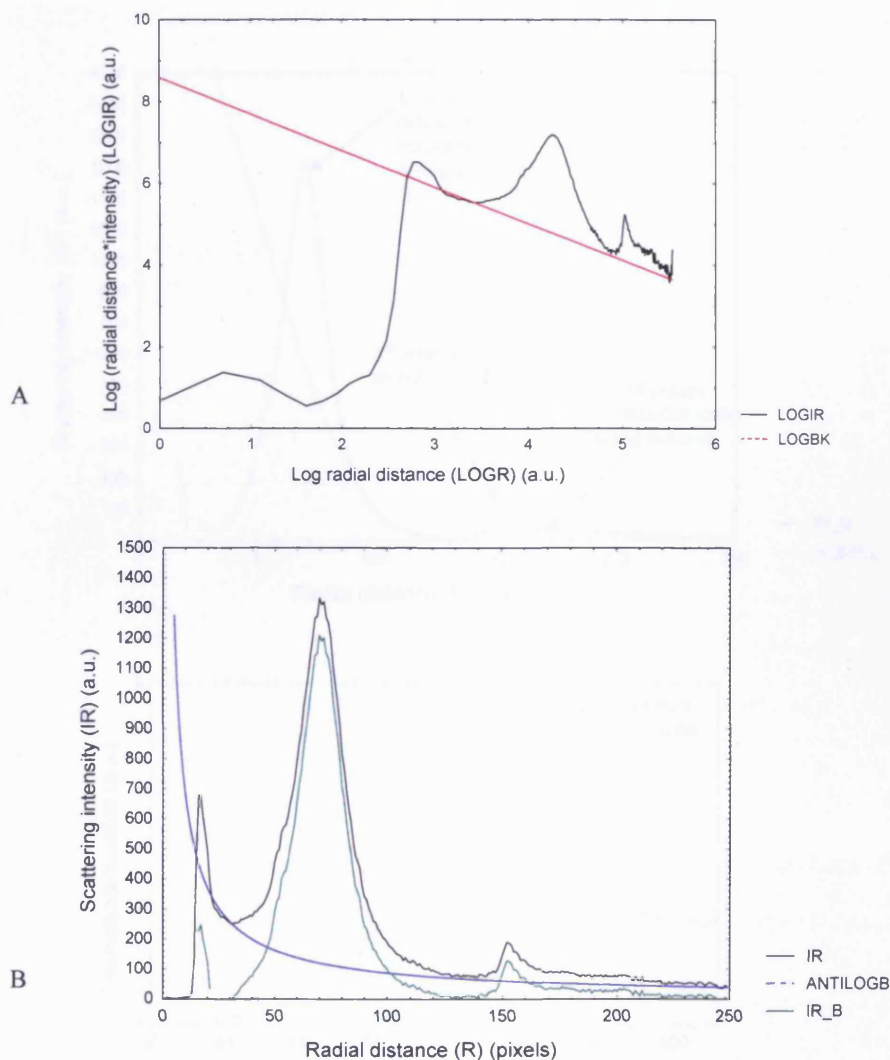 10
8
6
4
2
0
Log (radial distance*intensity) (LOGIR) (a.u.)
0 1 2 3 4 5 6
Log radial distance (LOGR) (a.u.)
LOGIR
LOGBK
A
1500
1400
1300
1200
1100
1000
900
800
700
600
500
400
300
200
100
0
Scattering intensity (IR) (a.u.)
0 50 100 150 200 250
Radial distance (R) (pixels)
IR
ANTILOGB
IR_B
B